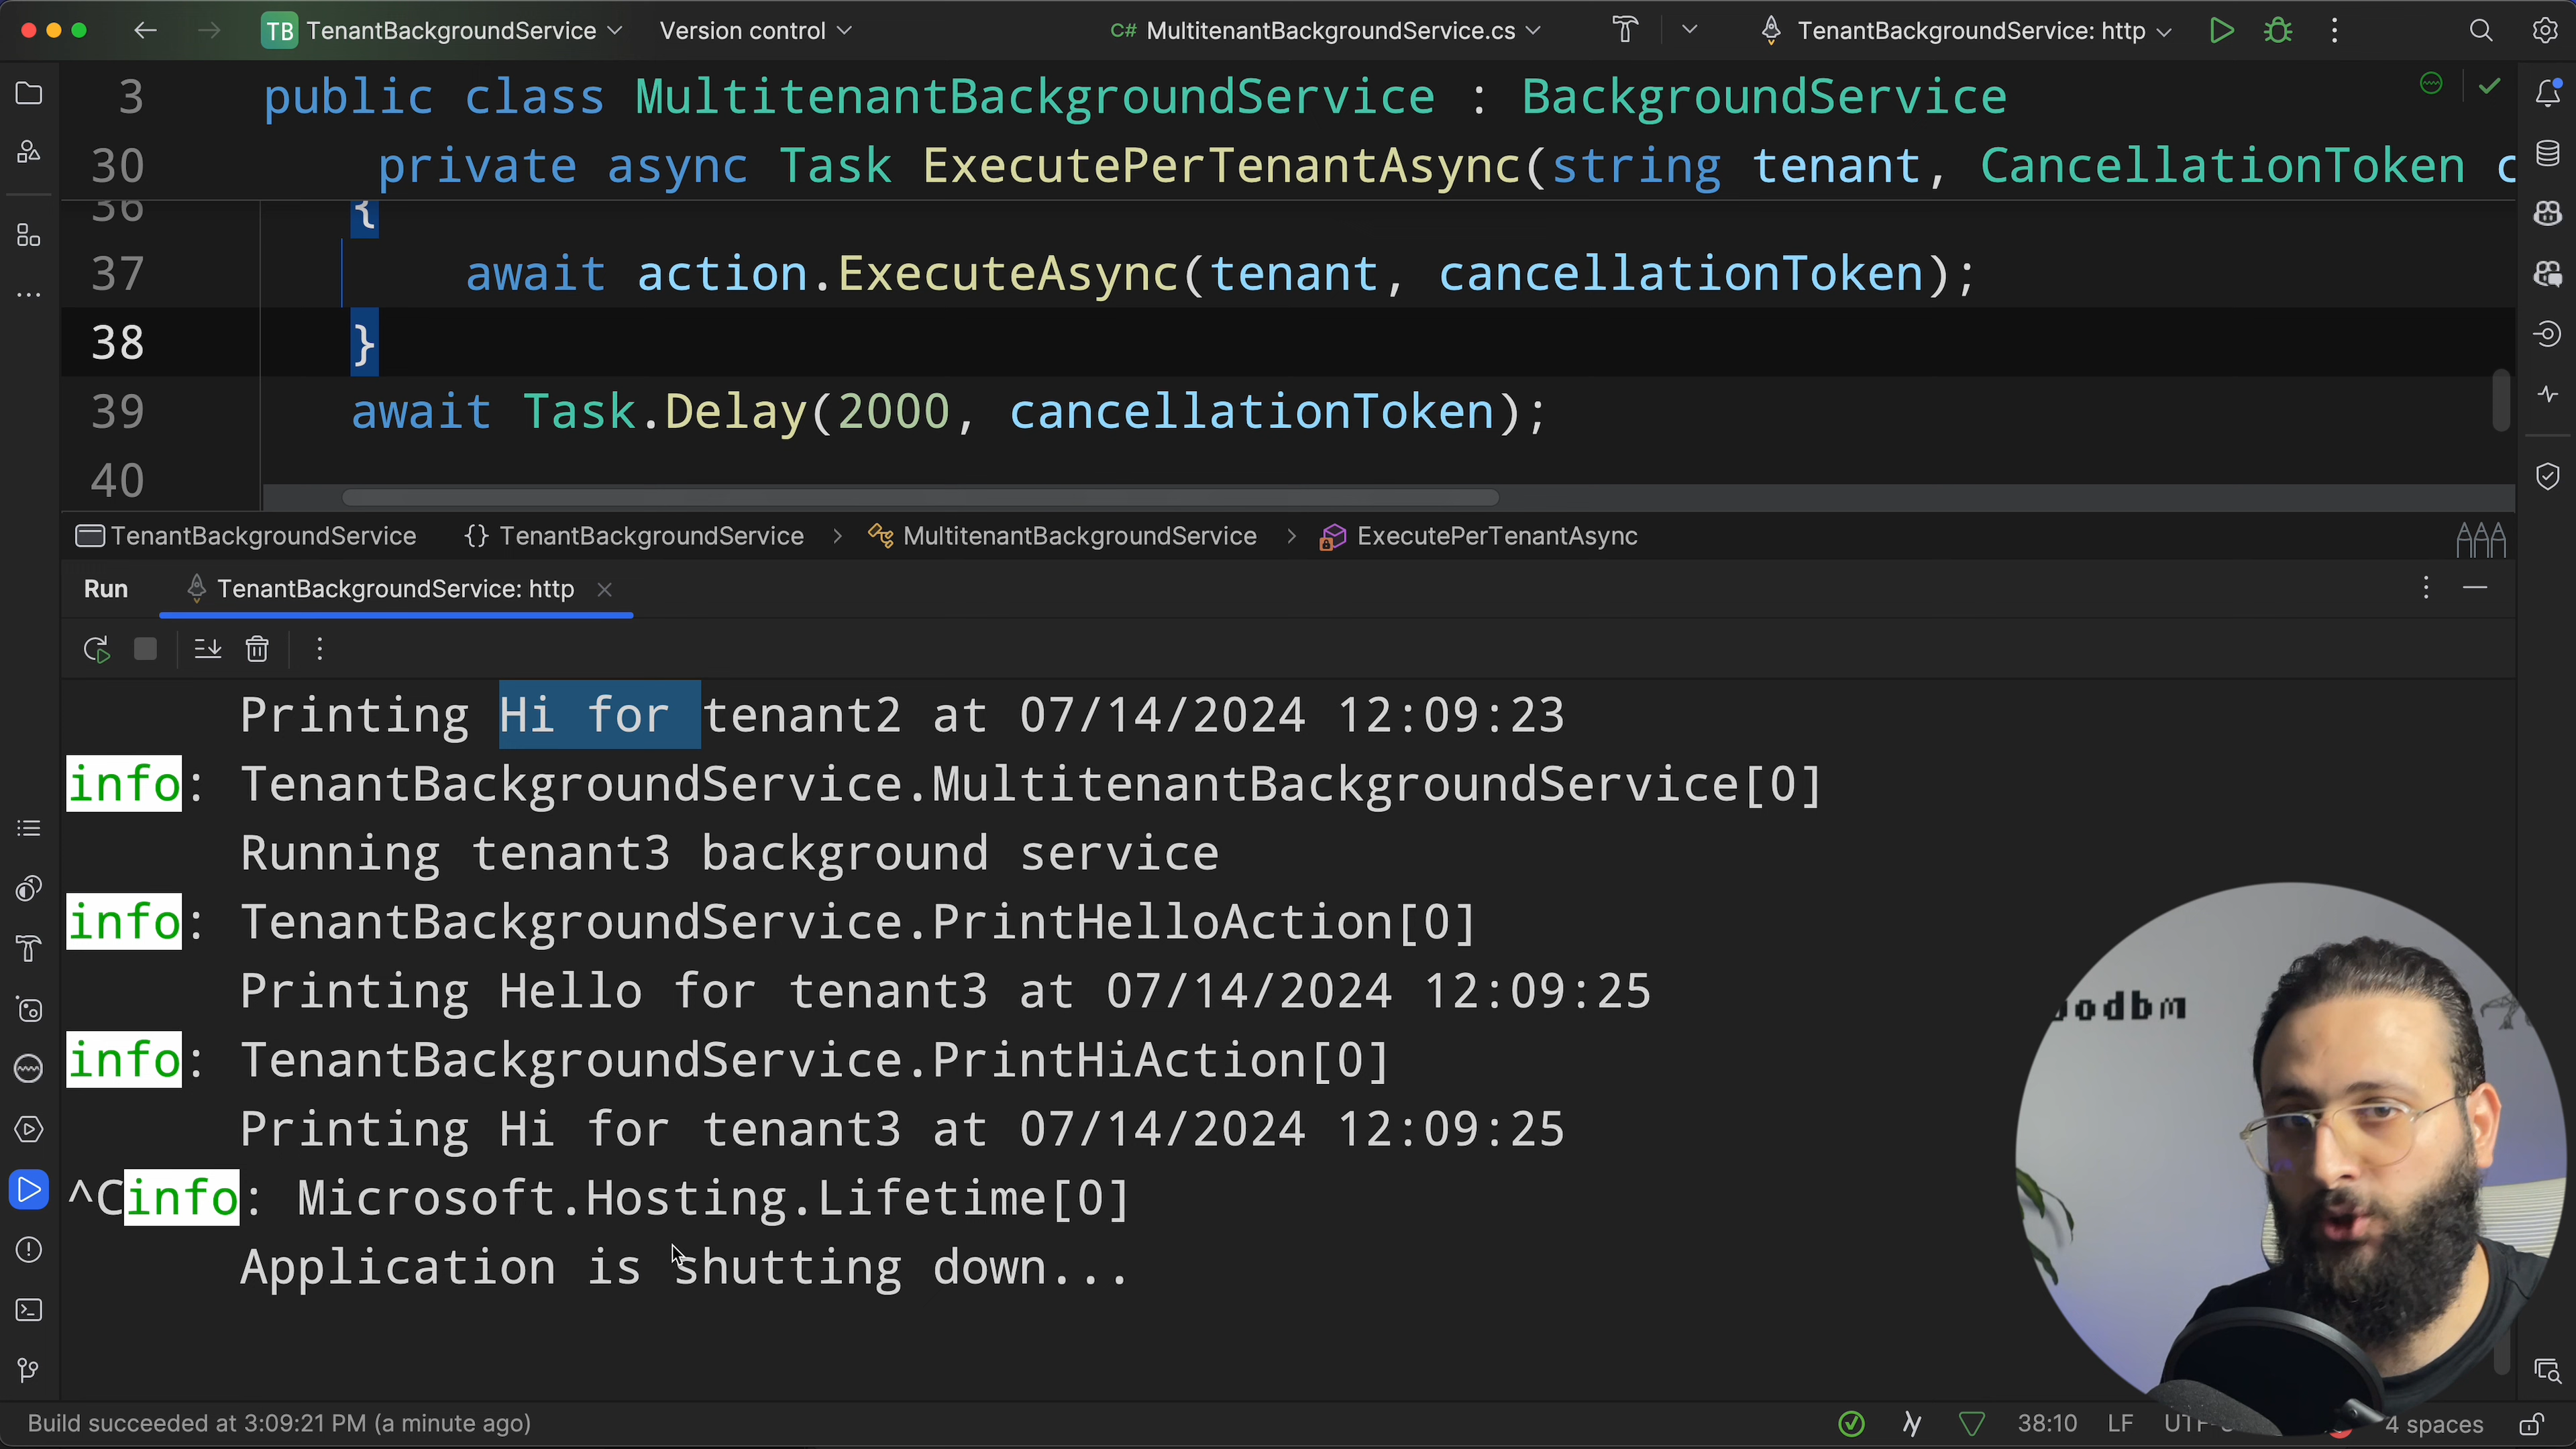 TB TenantBackgroundService Version control C# MultitenantBackgroundService.cs TenantBackgroundService: http
3 public class MultitenantBackgroundService : BackgroundService
30 private async Task ExecutePerTenantAsync(string tenant, CancellationToken c
36 {
37 await action.ExecuteAsync(tenant, cancellationToken);
38 }
39 await Task.Delay(2000, cancellationToken);
40
TenantBackgroundService {} TenantBackgroundService > MultitenantBackgroundService > ExecutePerTenantAsync
Run TenantBackgroundService: http
Printing Hi for tenant2 at 07/14/2024 12:09:23
info: TenantBackgroundService.MultitenantBackgroundService[0]
Running tenant3 background service
info: TenantBackgroundService.PrintHelloAction[0]
Printing Hello for tenant3 at 07/14/2024 12:09:25
info: TenantBackgroundService.PrintHiAction[0]
Printing Hi for tenant3 at 07/14/2024 12:09:25
^Cinfo: Microsoft.Hosting.Lifetime[0]
Application is shutting down...
Build succeeded at 3:09:21 PM (a minute ago) 38:10 LF 4 spaces